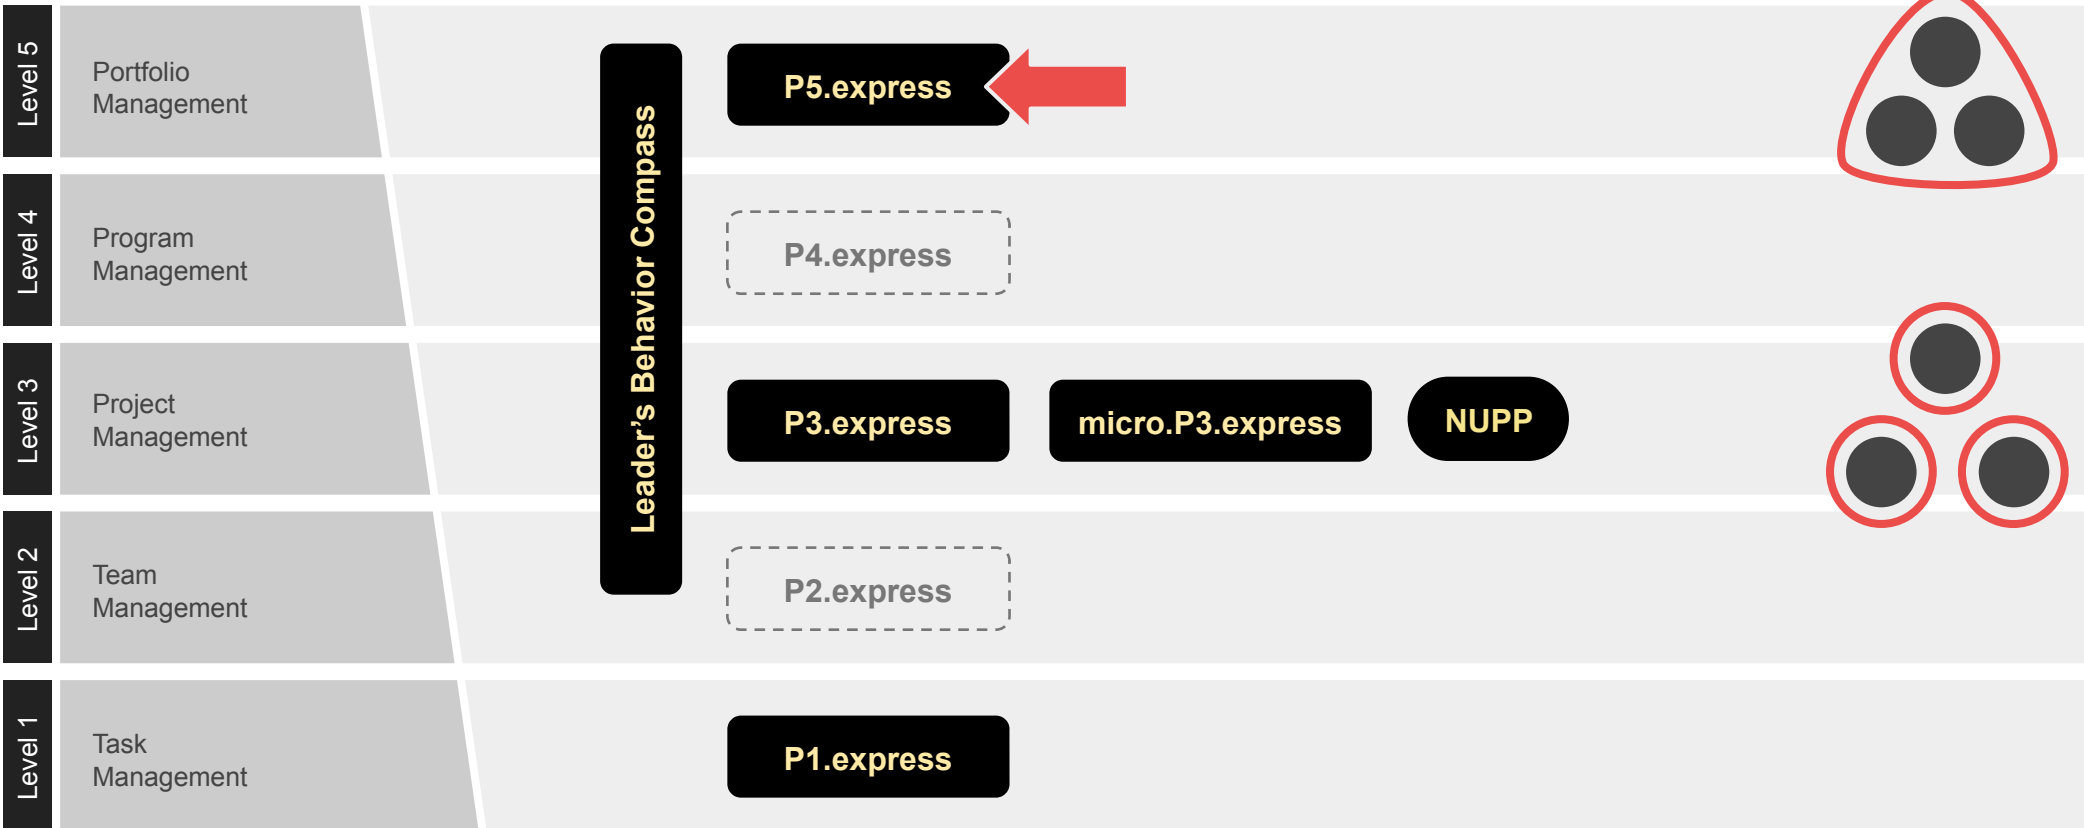 Level 5
Portfolio
Management
P5.express
Level 4
Program
Management
P4.express
Leader’s Behavior Compass
Level 3
Project
Management
P3.express
micro.P3.express
NUPP
Level 2
Team
Management
P2.express
Level 1
Task
Management
P1.express